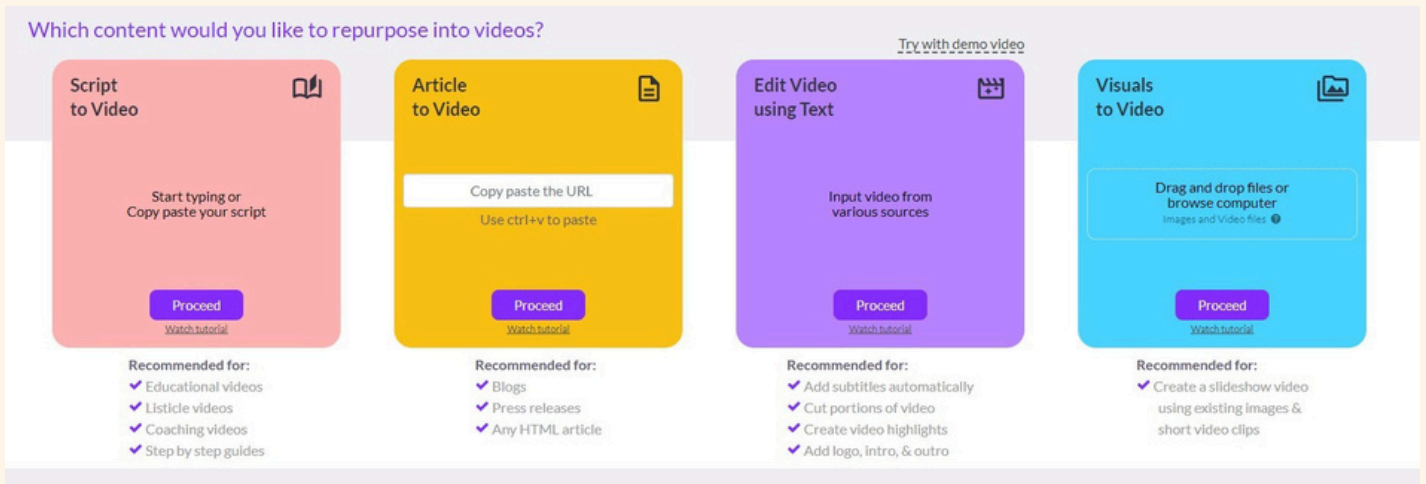 Which content would you like to repurpose into videos?
Try with demo video
Script
to Video
Start typing or
Copy paste your script
Proceed
Watch tutorial
Recommended for:
Educational videos
Listicle videos
Coaching videos
Step by step guides
Article
to Video
Copy paste the URL
Use ctrl+v to paste
Proceed
Watch tutorial
Recommended for:
Blogs
Press releases
Any HTML article
Edit Video
using Text
Input video from
various sources
Proceed
Watch tutorial
Recommended for:
Add subtitles automatically
Cut portions of video
Create video highlights
Add logo, intro, & outro
Visuals
to Video
Drag and drop files or
browse computer
Images and Video files ?
Proceed
Watch tutorial
Recommended for:
Create a slideshow video
using existing images &
short video clips